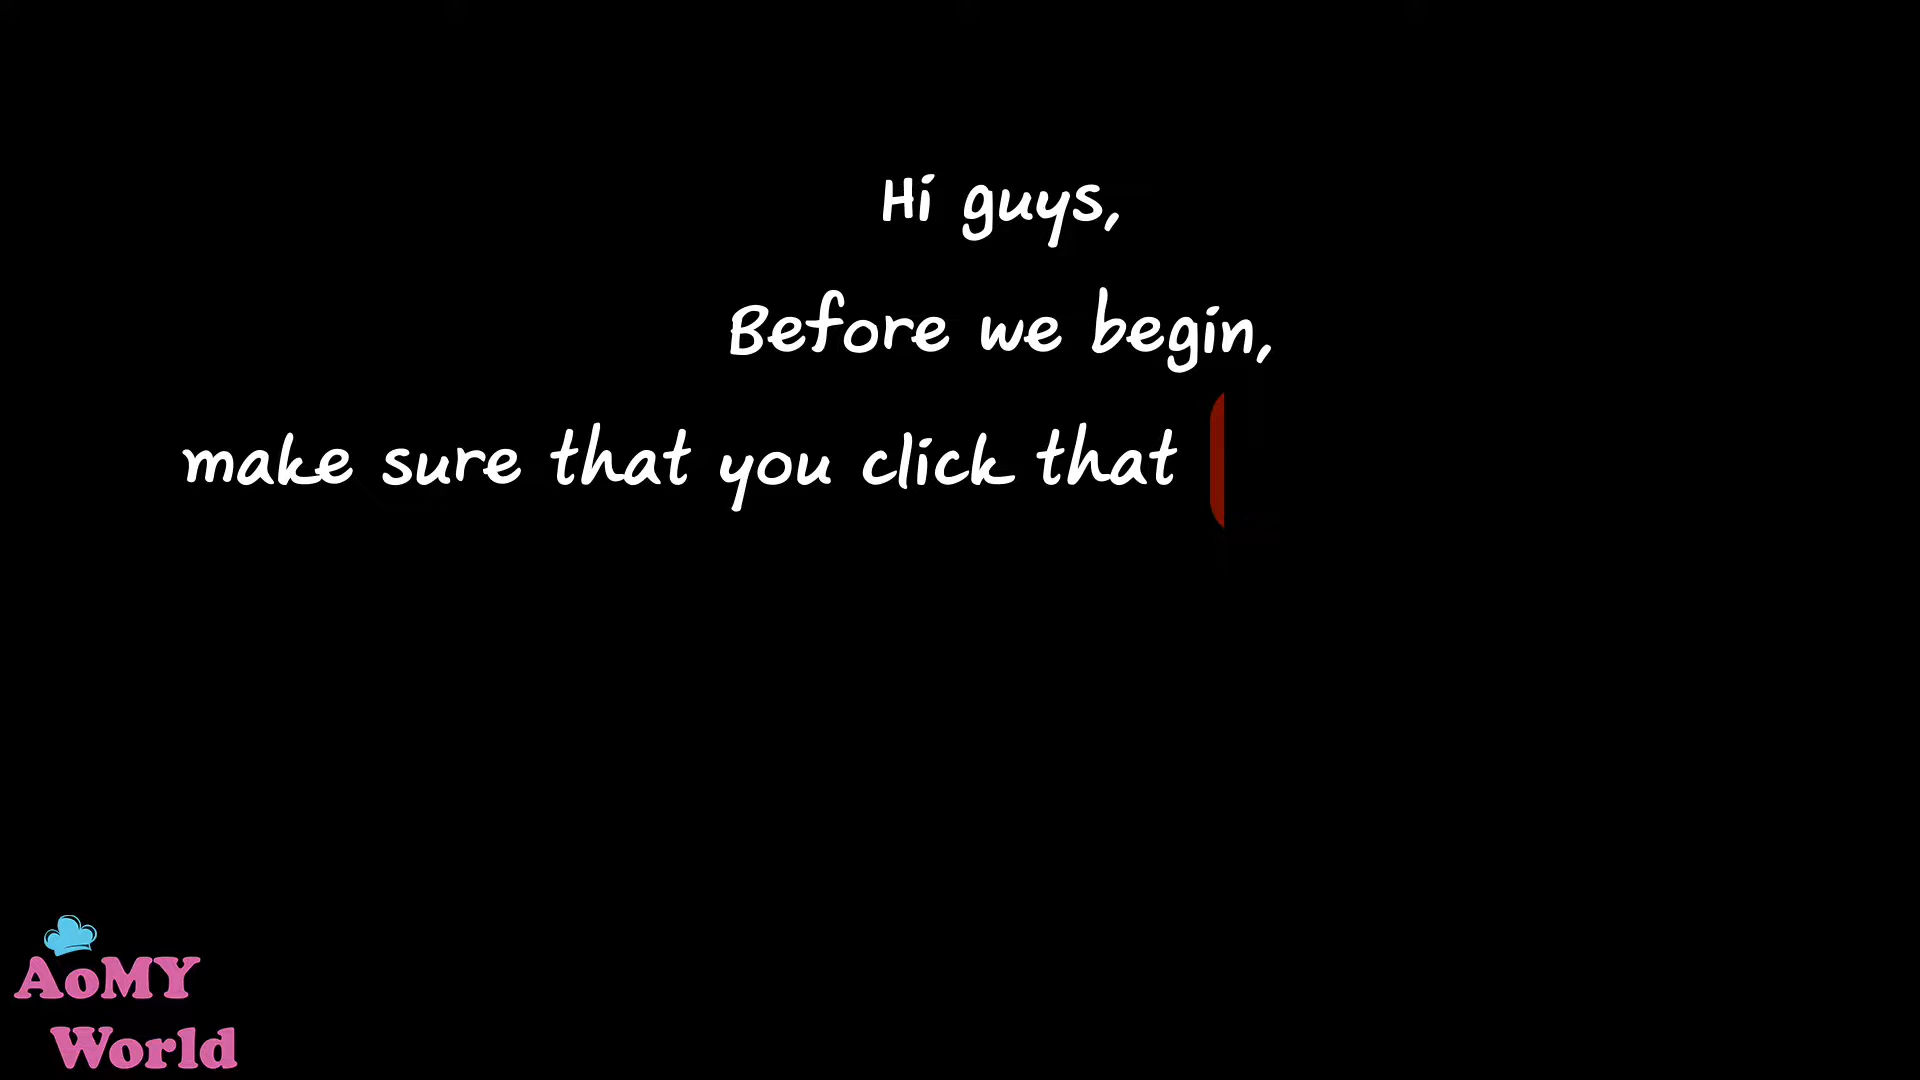 Hi guys,
Before we begin,
make sure that you click that
AoMY
World